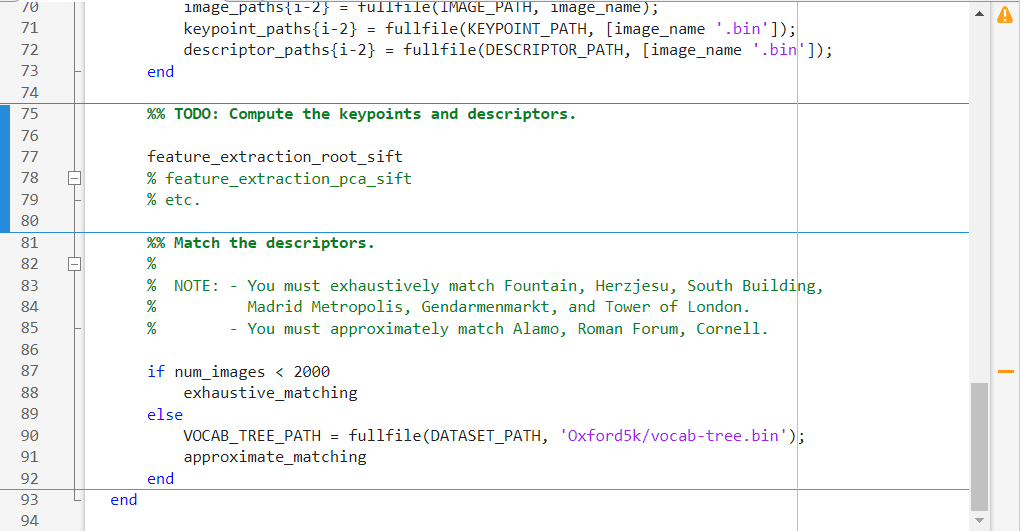 70 image_paths{i-2} = fullfile(IMAGE_PATH, image_name);
71 keypoint_paths{i-2} = fullfile(KEYPOINT_PATH, [image_name '.bin']);
72 descriptor_paths{i-2} = fullfile(DESCRIPTOR_PATH, [image_name '.bin']);
73 end
74
75 %% TODO: Compute the keypoints and descriptors.
76
77 feature_extraction_root_sift
78 % feature_extraction_pca_sift
79 % etc.
80
81 %% Match the descriptors.
82 %
83 %  NOTE: - You must exhaustively match Fountain, Herzjesu, South Building,
84 %          Madrid Metropolis, Gendarmenmarkt, and Tower of London.
85 %        - You must approximately match Alamo, Roman Forum, Cornell.
86
87 if num_images < 2000
88 exhaustive_matching
89 else
90 VOCAB_TREE_PATH = fullfile(DATASET_PATH, 'Oxford5k/vocab-tree.bin');
91 approximate_matching
92 end
93 end
94